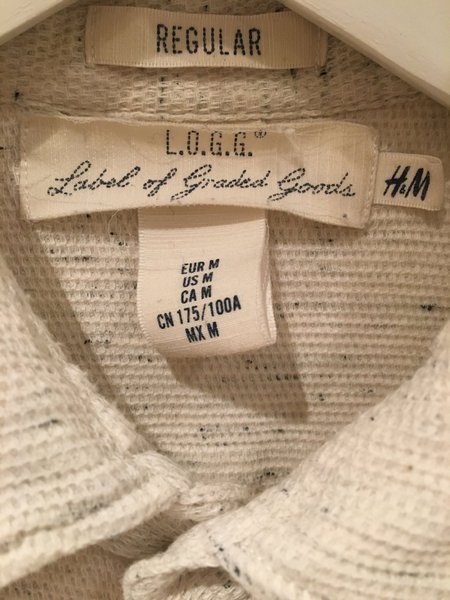 REGULAR
L.O.G.G.®
Label of Graded Goods
H&M
EUR M
US M
CA M
CN 175/100A
MX M